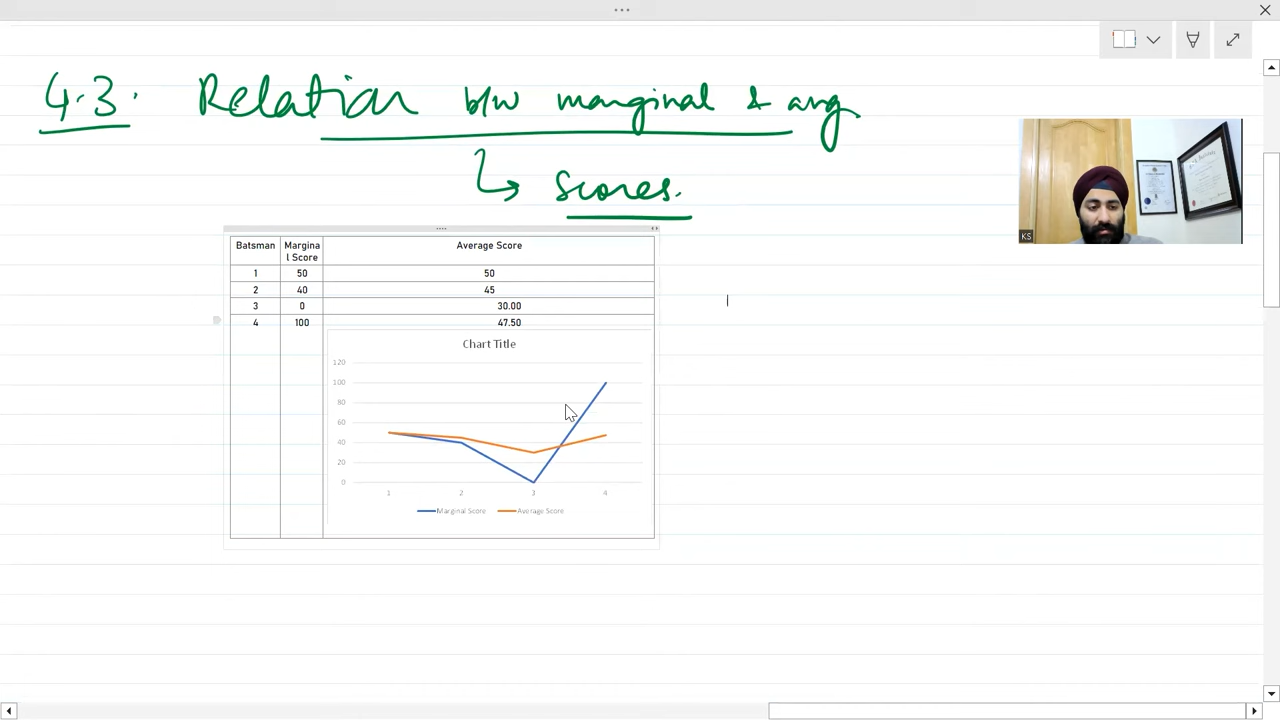 4.3. Relation b/w marginal & avg
↳ Scores.
Batsman Marginal Score Average Score
1 50 50
2 40 45
3 0 30.00
4 100 47.50
Chart Title
120
100
80
60
40
20
0
1 2 3 4
Marginal Score Average Score
KS